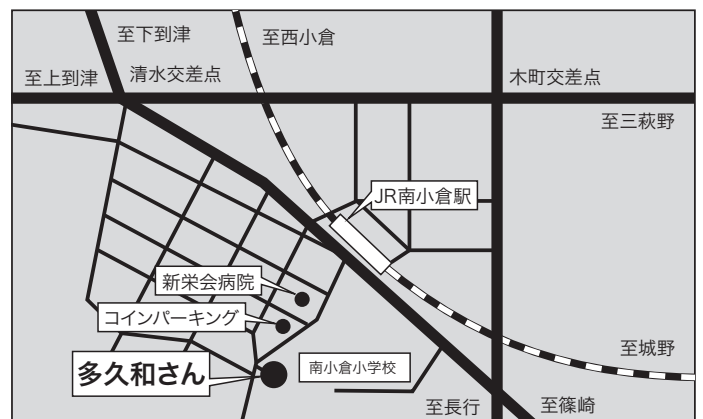 至下到津
至西小倉
至上到津
清水交差点
木町交差点
至三萩野
JR南小倉駅
新栄会病院
コインパーキング
至城野
多久和さん
南小倉小学校
至長行
至篠崎